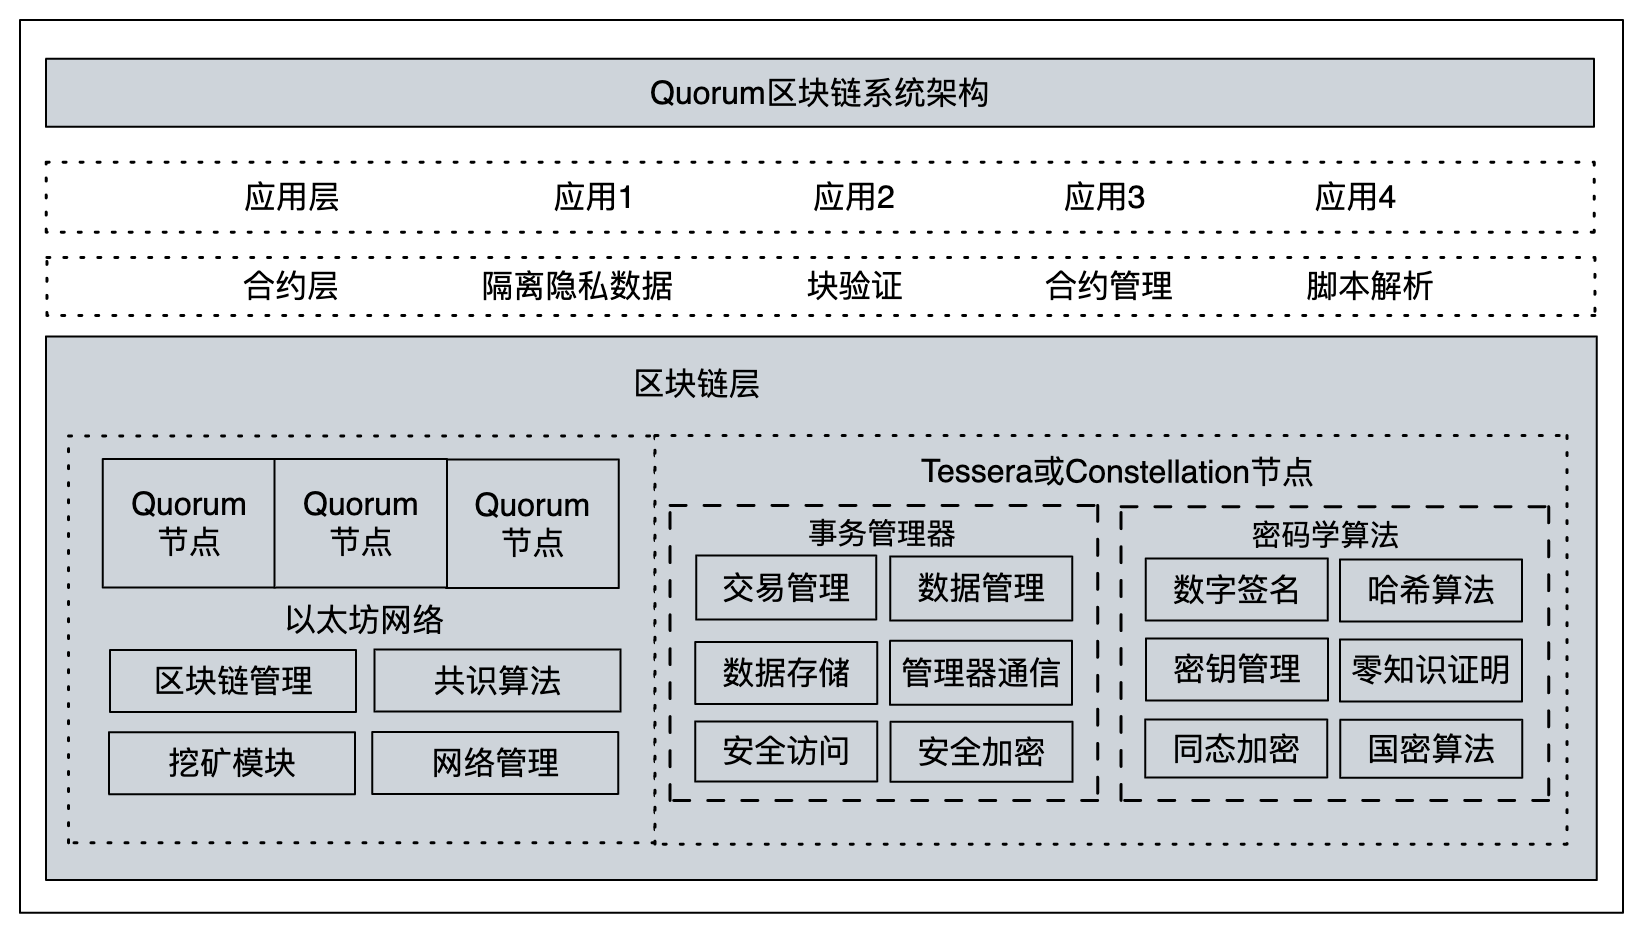 Quorum区块链系统架构
应用层 应用1 应用2 应用3 应用4
合约层 隔离隐私数据 块验证 合约管理 脚本解析
区块链层
Quorum
节点
Quorum
节点
Quorum
节点
以太坊网络
区块链管理 共识算法
挖矿模块 网络管理
Tessera或Constellation节点
事务管理器
交易管理 数据管理
数据存储 管理器通信
安全访问 安全加密
密码学算法
数字签名 哈希算法
密钥管理 零知识证明
同态加密 国密算法